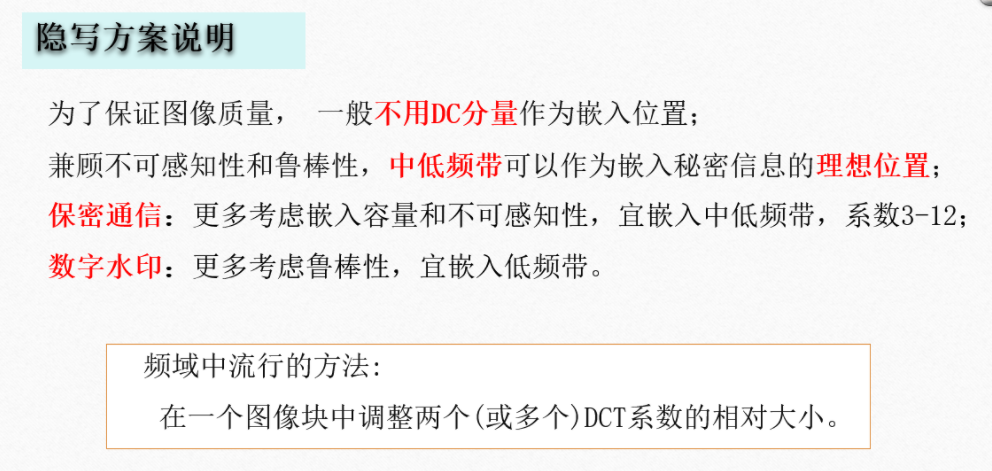 隐写方案说明
为了保证图像质量， 一般不用DC分量作为嵌入位置；
兼顾不可感知性和鲁棒性，中低频带可以作为嵌入秘密信息的理想位置；
保密通信：更多考虑嵌入容量和不可感知性，宜嵌入中低频带，系数3-12；
数字水印：更多考虑鲁棒性，宜嵌入低频带。
频域中流行的方法：
在一个图像块中调整两个(或多个)DCT系数的相对大小。